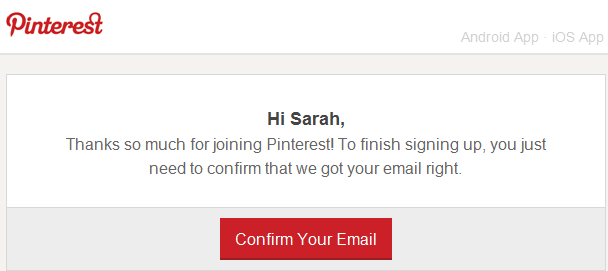 Pinterest
Android App · iOS App
Hi Sarah,
Thanks so much for joining Pinterest! To finish signing up, you just
need to confirm that we got your email right.
Confirm Your Email